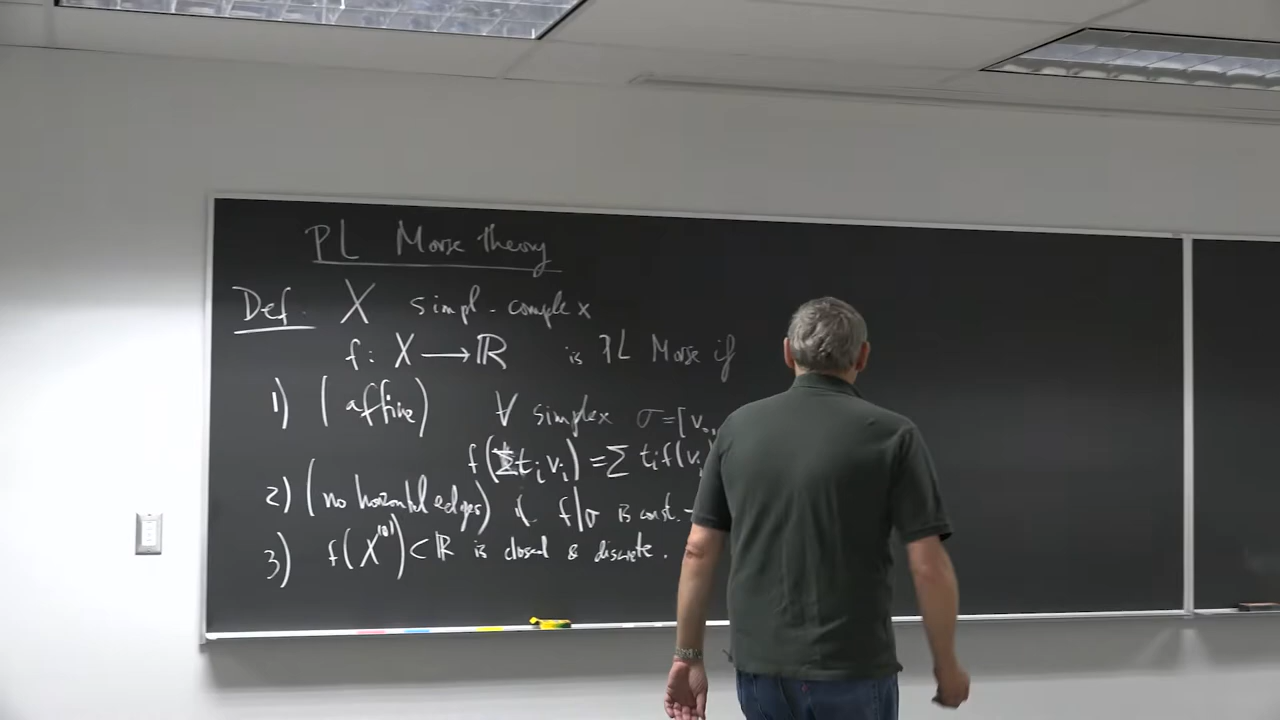 PL Morse theory
Def. X simpl. complex
f: X ⟶ ℝ is PL Morse if
1) (affine) ∀ simplex σ=[v₀,
f(∑tᵢvᵢ)=∑ tᵢf(vᵢ)
2) (no horizontal edges) if f|σ is const.
3) f(X⁽⁰⁾)⊂ℝ is closed & discrete.